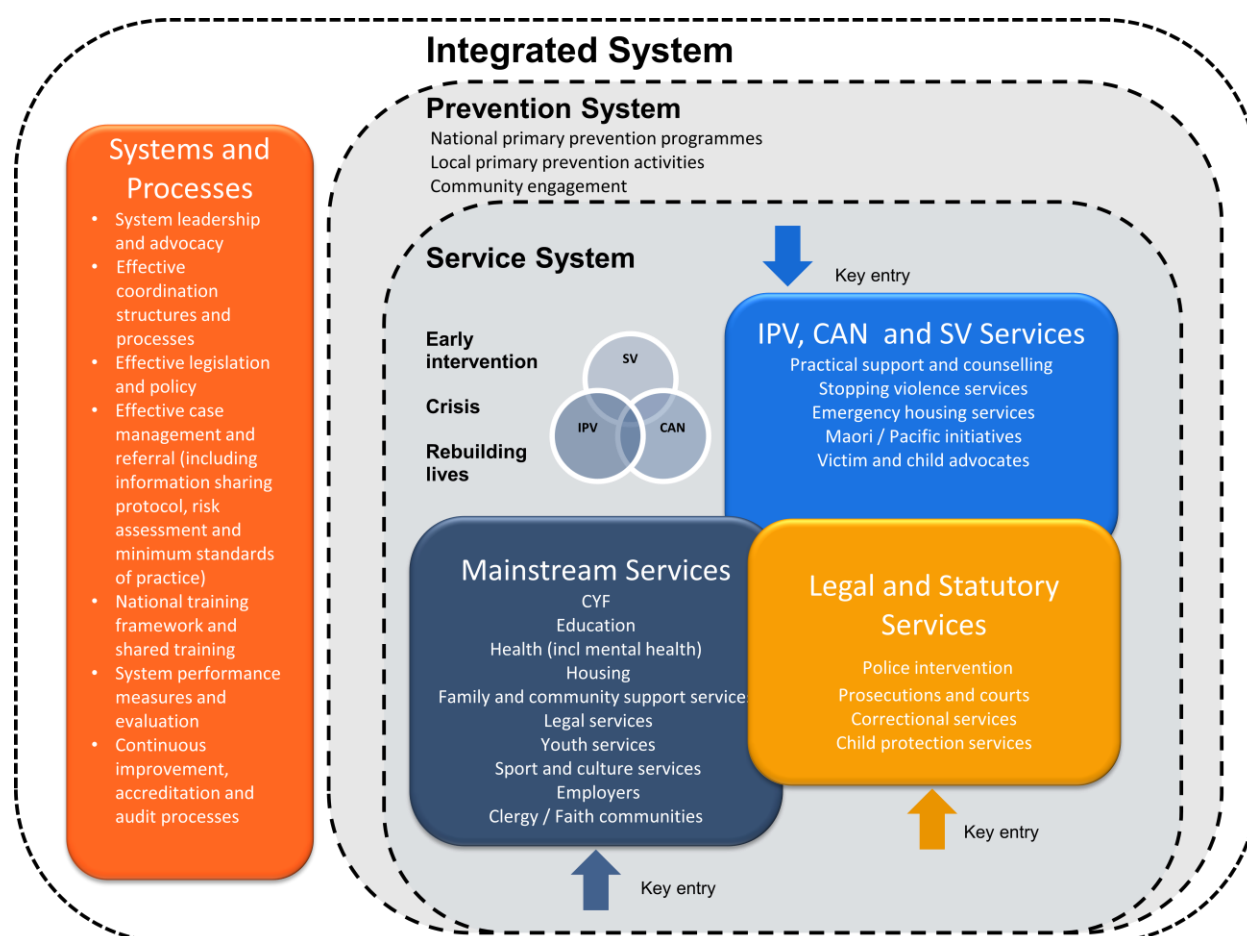 Integrated System
Prevention System
National primary prevention programmes
Local primary prevention activities
Community engagement
Systems and
Processes
• System leadership
and advocacy
• Effective
coordination
structures and
processes
• Effective legislation
and policy
• Effective case
management and
referral (including
information sharing
protocol, risk
assessment and
minimum standards
of practice)
• National training
framework and
shared training
• System performance
measures and
evaluation
• Continuous
improvement,
accreditation and
audit processes
Service System
Key entry
Early
intervention
Crisis
Rebuilding
lives
SV
IPV
CAN
IPV, CAN and SV Services
Practical support and counselling
Stopping violence services
Emergency housing services
Maori / Pacific initiatives
Victim and child advocates
Mainstream Services
CYF
Education
Health (incl mental health)
Housing
Family and community support services
Legal services
Youth services
Sport and culture services
Employers
Clergy / Faith communities
Legal and Statutory
Services
Police intervention
Prosecutions and courts
Correctional services
Child protection services
Key entry
Key entry